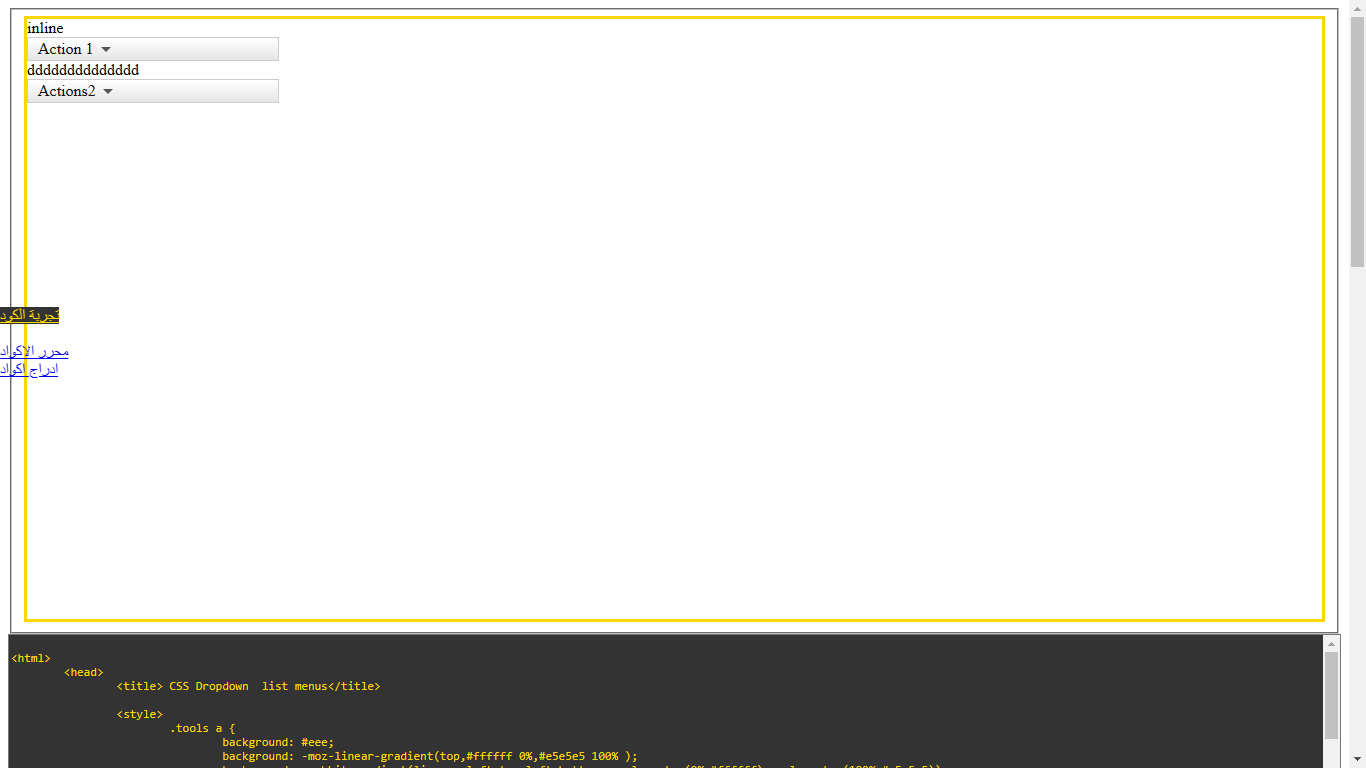 inline
Action 1
dddddddddddddd
Actions2
تجربة الكود
محرر الاكواد
ادراج اكواد
<html>
<head>
<title> CSS Dropdown  list menus</title>
<style>
.tools a {
background: #eee;
background: -moz-linear-gradient(top,#ffffff 0%,#e5e5e5 100% );